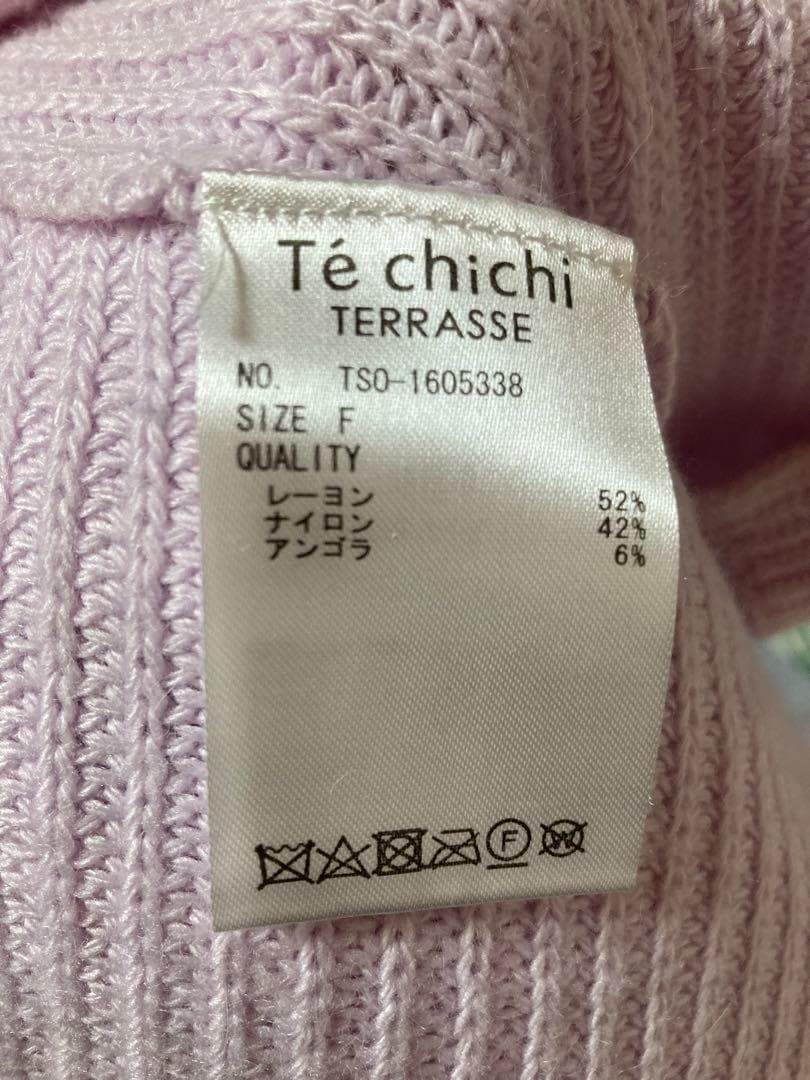 Té chichi
TERRASSE
NO. TSO-1605338
SIZE F
QUALITY
レーヨン 52%
ナイロン 42%
アンゴラ 6%
F
W